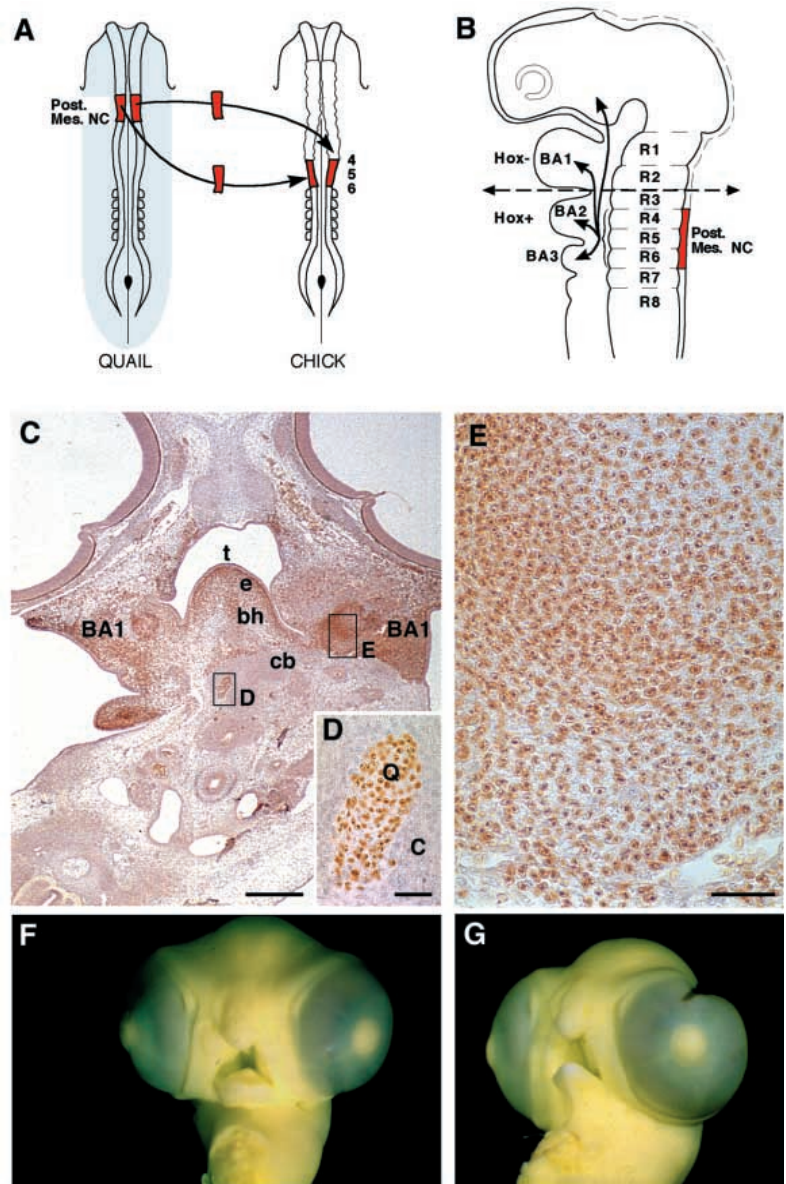 A
Post.
Mes. NC
4
5
6
QUAIL
CHICK
B
Hox-
BA1
Hox+
BA2
BA3
R1
R2
R3
R4
R5
R6
R7
R8
Post.
Mes. NC
C
t
e
bh
BA1
BA1
E
cb
D
D
Q
C
E
F
G